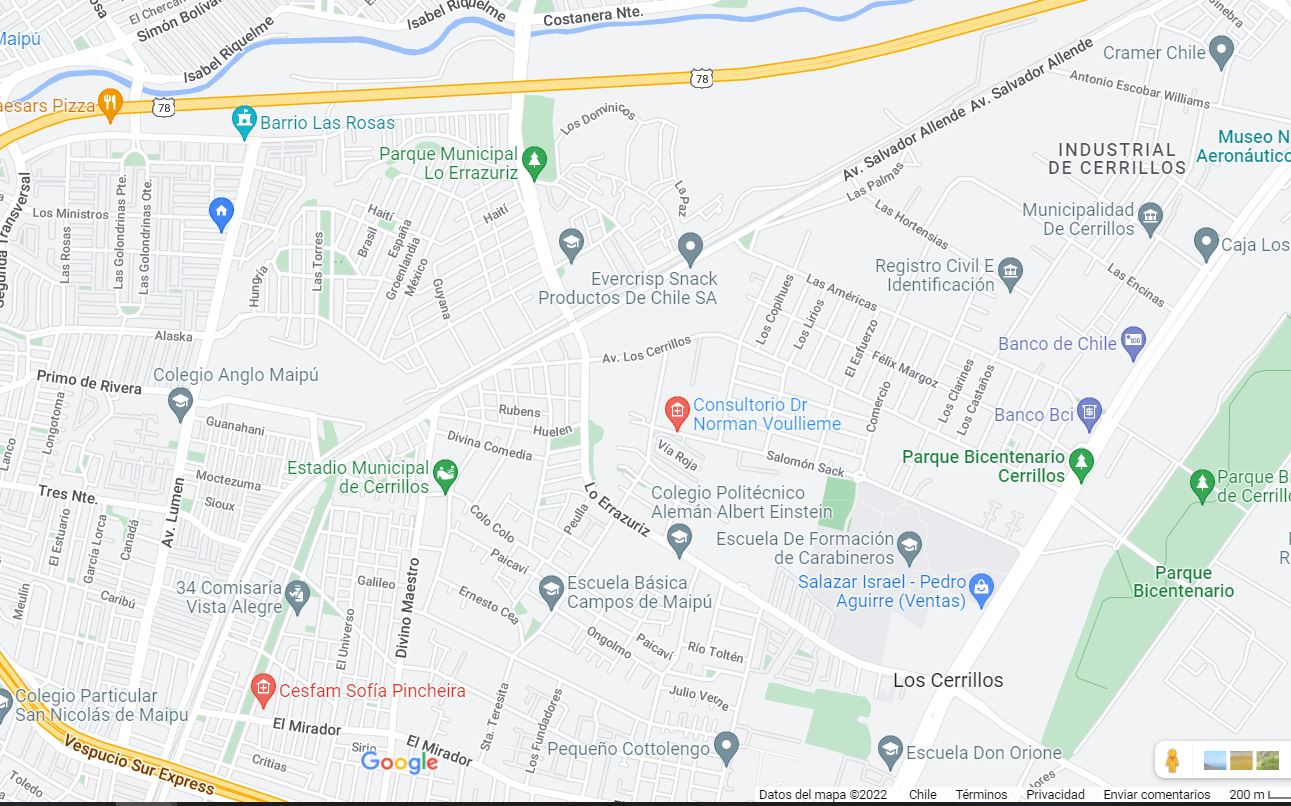 Isabel Riquelme
Costanera Nte.
El Chercán
Simón Bolívar
Maipú
Isabel Riquelme
Av. Salvador Allende
Av. Salvador Allende
Cramer Chile
Antonio Escobar Williams
78
78
aesars Pizza
Barrio Las Rosas
Los Dominicos
Museo N
Aeronáutico
INDUSTRIAL
DE CERRILLOS
Parque Municipal
Lo Errazuriz
Las Palmas
La Paz
Segunda Transversal
Los Ministros
Las Rosas
Las Golondrinas Pte.
Las Golondrinas Ote.
Haití
Haití
Brasil
España
Groenlandia
México
Guyana
Las Torres
Hungría
Las Hortensias
Municipalidad
De Cerrillos
Caja Los
Evercrisp Snack
Productos De Chile SA
Registro Civil E
Identificación
Las Encinas
Las Américas
Los Copihues
Los Lirios
El Esfuerzo
Félix Margoz
Alaska
Av. Los Cerrillos
Banco de Chile
Primo de Rivera
Colegio Anglo Maipú
Los Clarines
Los Castaños
Comercio
Longotoma
Lanco
Guanahani
Rubens
Huelen
Divina Comedia
Consultorio Dr
Norman Voullieme
Banco Bci
Vía Roja
Salomón Sack
Parque Bicentenario
Cerrillos
Estadio Municipal
de Cerrillos
Moctezuma
Sioux
Tres Nte.
Av. Lumen
Parque Bi
de Cerrillo
Lo Errazuriz
Colegio Politécnico
Alemán Albert Einstein
Peulla
Colo Colo
El Estuario
García Lorca
Canadá
Escuela De Formación
de Carabineros
Paicaví
Divino Maestro
Galileo
34 Comisaría
Vista Alegre
Escuela Básica
Campos de Maipú
Salazar Israel - Pedro
Aguirre (Ventas)
Parque
Bicentenario
Meulin
Caribú
Ernesto Cea
El Universo
Ongolmo
Paicaví
Río Toltén
Los Cerrillos
Colegio Particular
San Nicolás de Maipu
Cesfam Sofía Pincheira
Julio Verne
Sta. Teresita
Los Fundadores
El Mirador
El Mirador
Sirio
Critias
Vespucio Sur Express
Toledo
Pequeño Cottolengo
Escuela Don Orione
Google
Datos del mapa ©2022
Chile
Términos
Privacidad
Enviar comentarios
200 m